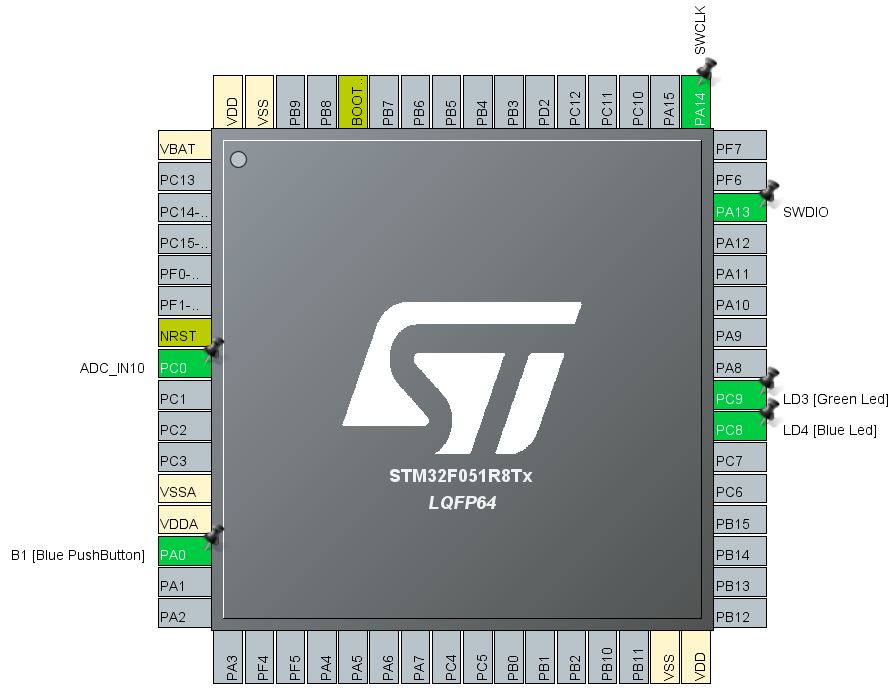 SWCLK
VDD
VSS
PB9
PB8
BOOT..
PB7
PB6
PB5
PB4
PB3
PD2
PC12
PC11
PC10
PA15
PA14
VBAT
PC13
PC14-..
PC15-..
PF0-..
PF1-..
NRST
ADC_IN10 PC0
PC1
PC2
PC3
VSSA
VDDA
B1 [Blue PushButton] PA0
PA1
PA2
ST
STM32F051R8Tx
LQFP64
PF7
PF6
PA13 SWDIO
PA12
PA11
PA10
PA9
PA8
PC9 LD3 [Green Led]
PC8 LD4 [Blue Led]
PC7
PC6
PB15
PB14
PB13
PB12
PA3
PF4
PF5
PA4
PA5
PA6
PA7
PC4
PC5
PB0
PB1
PB2
PB10
PB11
VSS
VDD